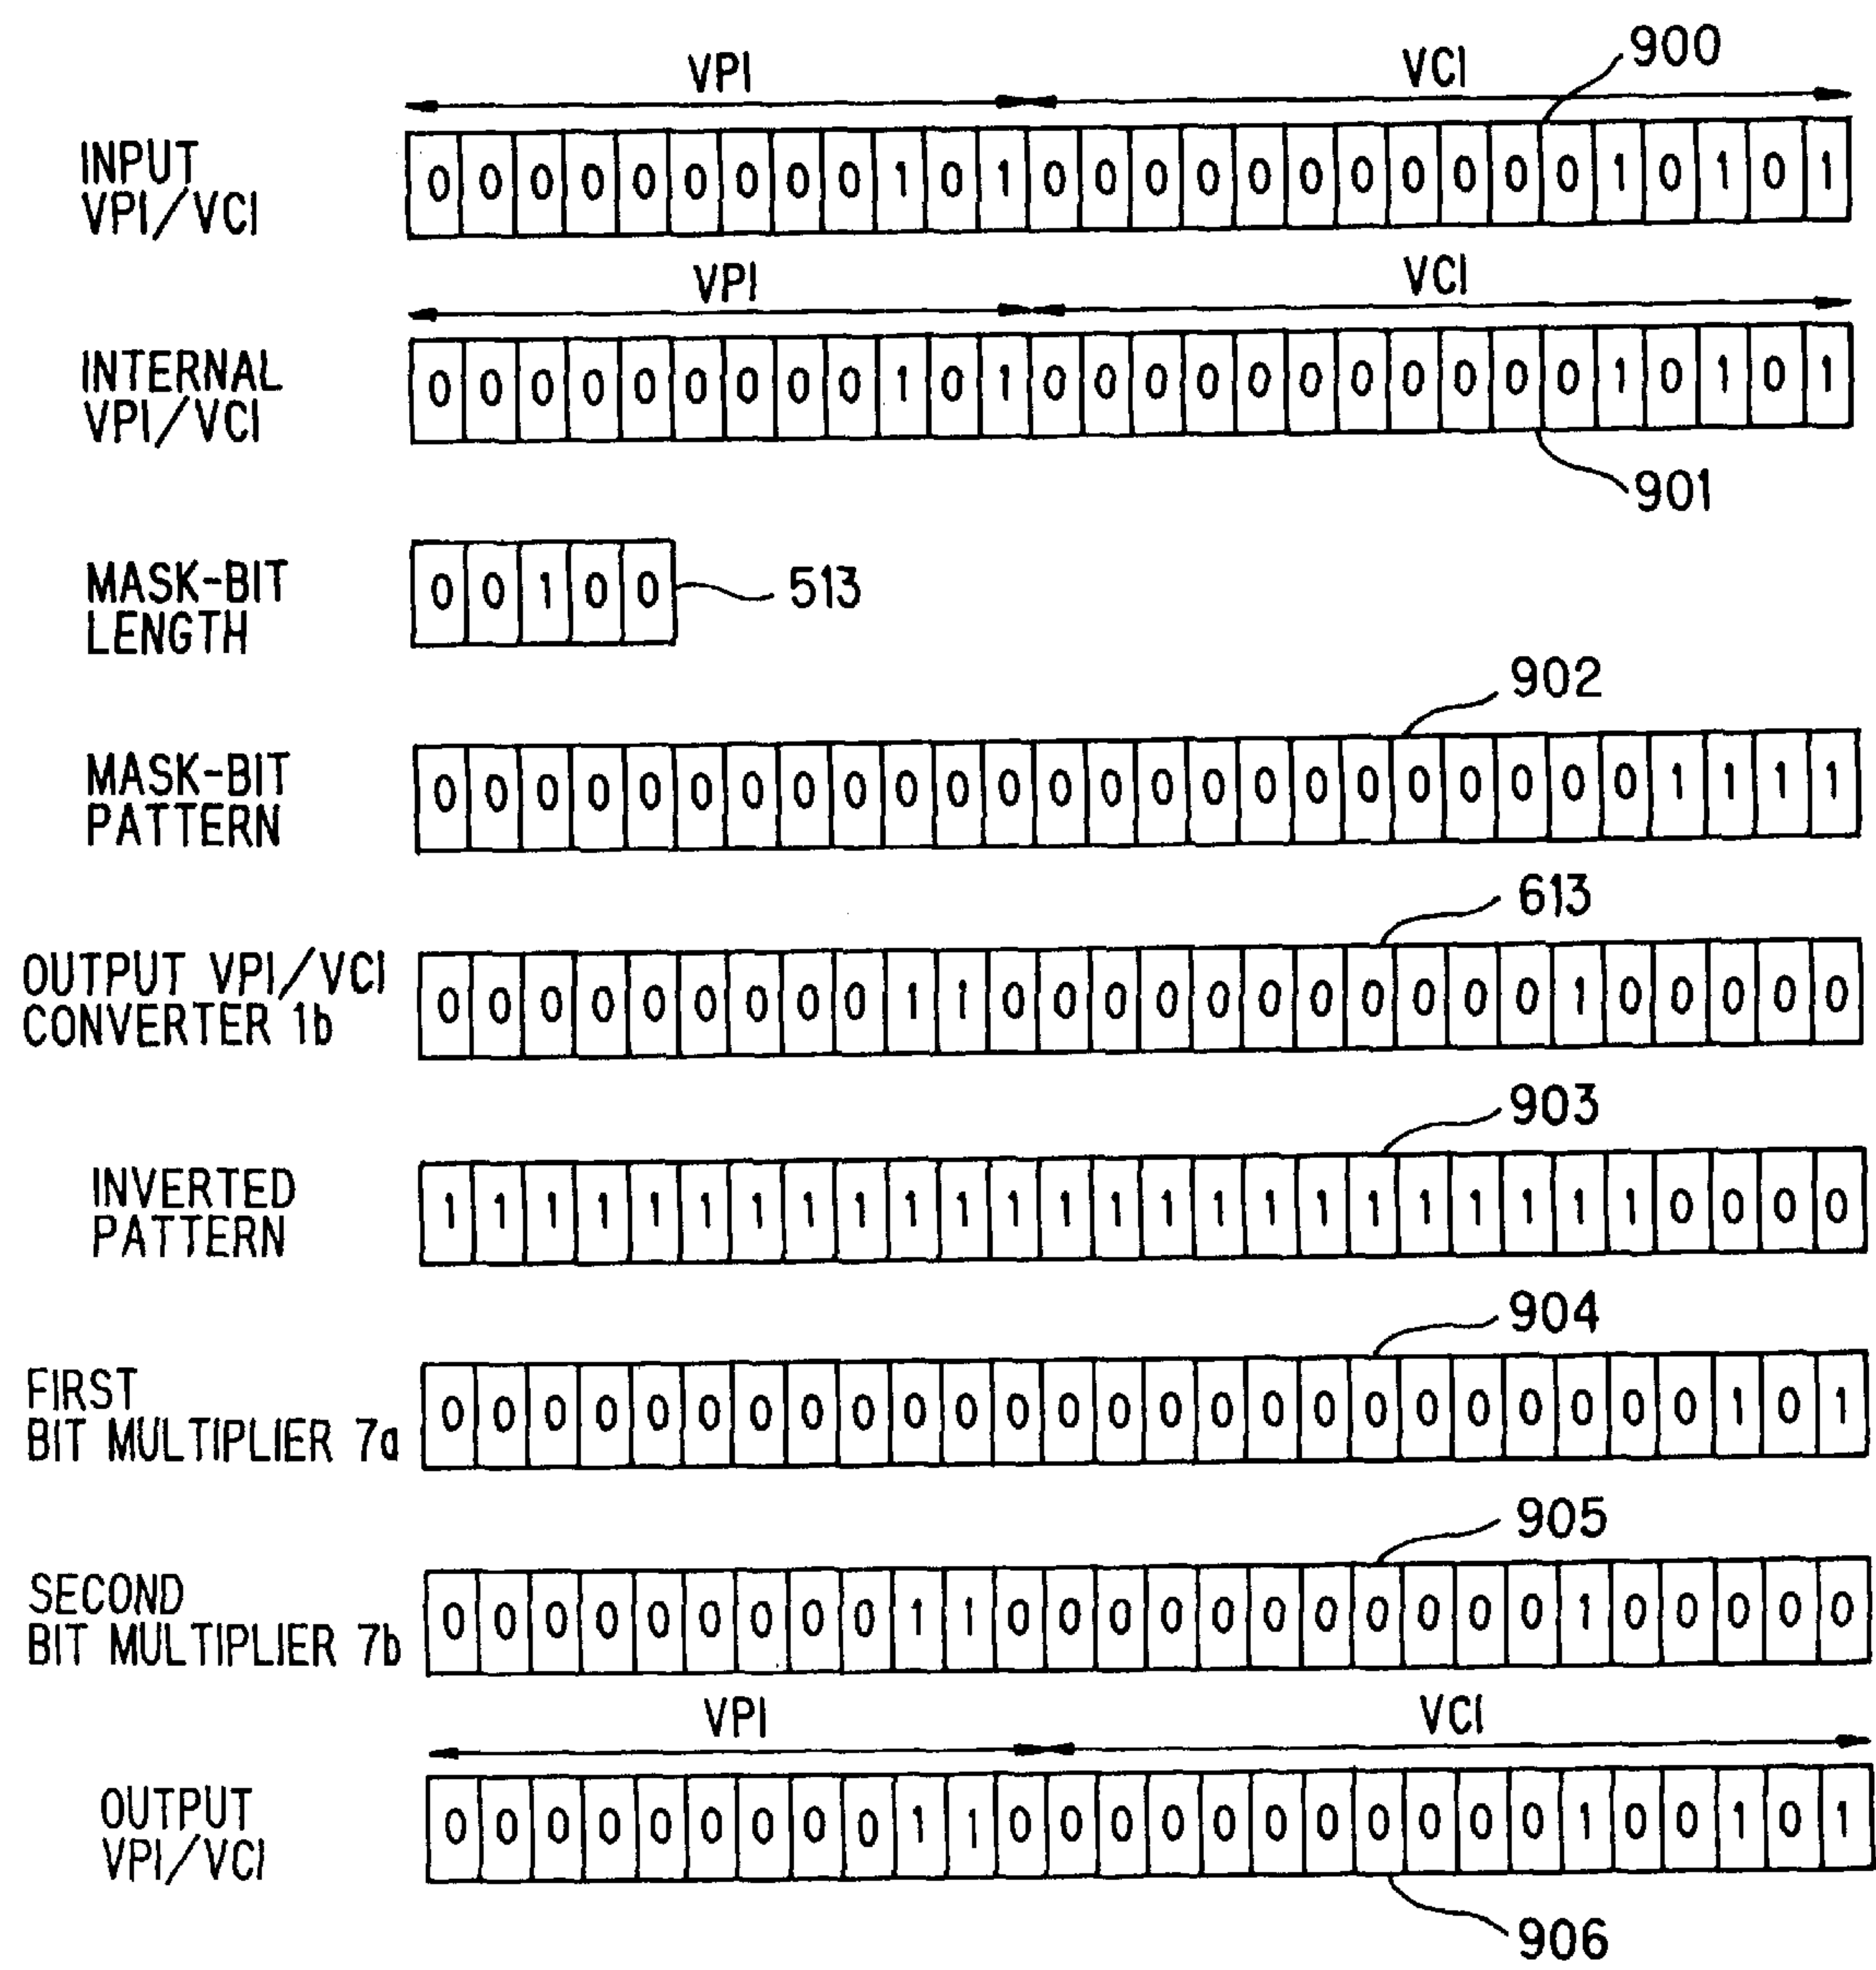 VPI VCI 900
INPUT
VPI/VCI
0 0 0 0 0 0 0 0 0 1 0 1 0 0 0 0 0 0 0 0 0 0 0 1 0 1 0 1
VPI VCI
INTERNAL
VPI/VCI
0 0 0 0 0 0 0 0 0 1 0 1 0 0 0 0 0 0 0 0 0 0 0 1 0 1 0 1
901
MASK-BIT
LENGTH
0 0 1 0 0 513
902
MASK-BIT
PATTERN
0 0 0 0 0 0 0 0 0 0 0 0 0 0 0 0 0 0 0 0 0 0 0 0 1 1 1 1
613
OUTPUT VPI/VCI
CONVERTER 1b
0 0 0 0 0 0 0 0 0 1 1 0 0 0 0 0 0 0 0 0 0 0 1 0 0 0 0 0
903
INVERTED
PATTERN
1 1 1 1 1 1 1 1 1 1 1 1 1 1 1 1 1 1 1 1 1 1 1 1 0 0 0 0
904
FIRST
BIT MULTIPLIER 7a
0 0 0 0 0 0 0 0 0 0 0 0 0 0 0 0 0 0 0 0 0 0 0 0 0 1 0 1
905
SECOND
BIT MULTIPLIER 7b
0 0 0 0 0 0 0 0 0 1 1 0 0 0 0 0 0 0 0 0 0 0 1 0 0 0 0 0
VPI VCI
OUTPUT
VPI/VCI
0 0 0 0 0 0 0 0 0 1 1 0 0 0 0 0 0 0 0 0 0 0 1 0 0 1 0 1
906